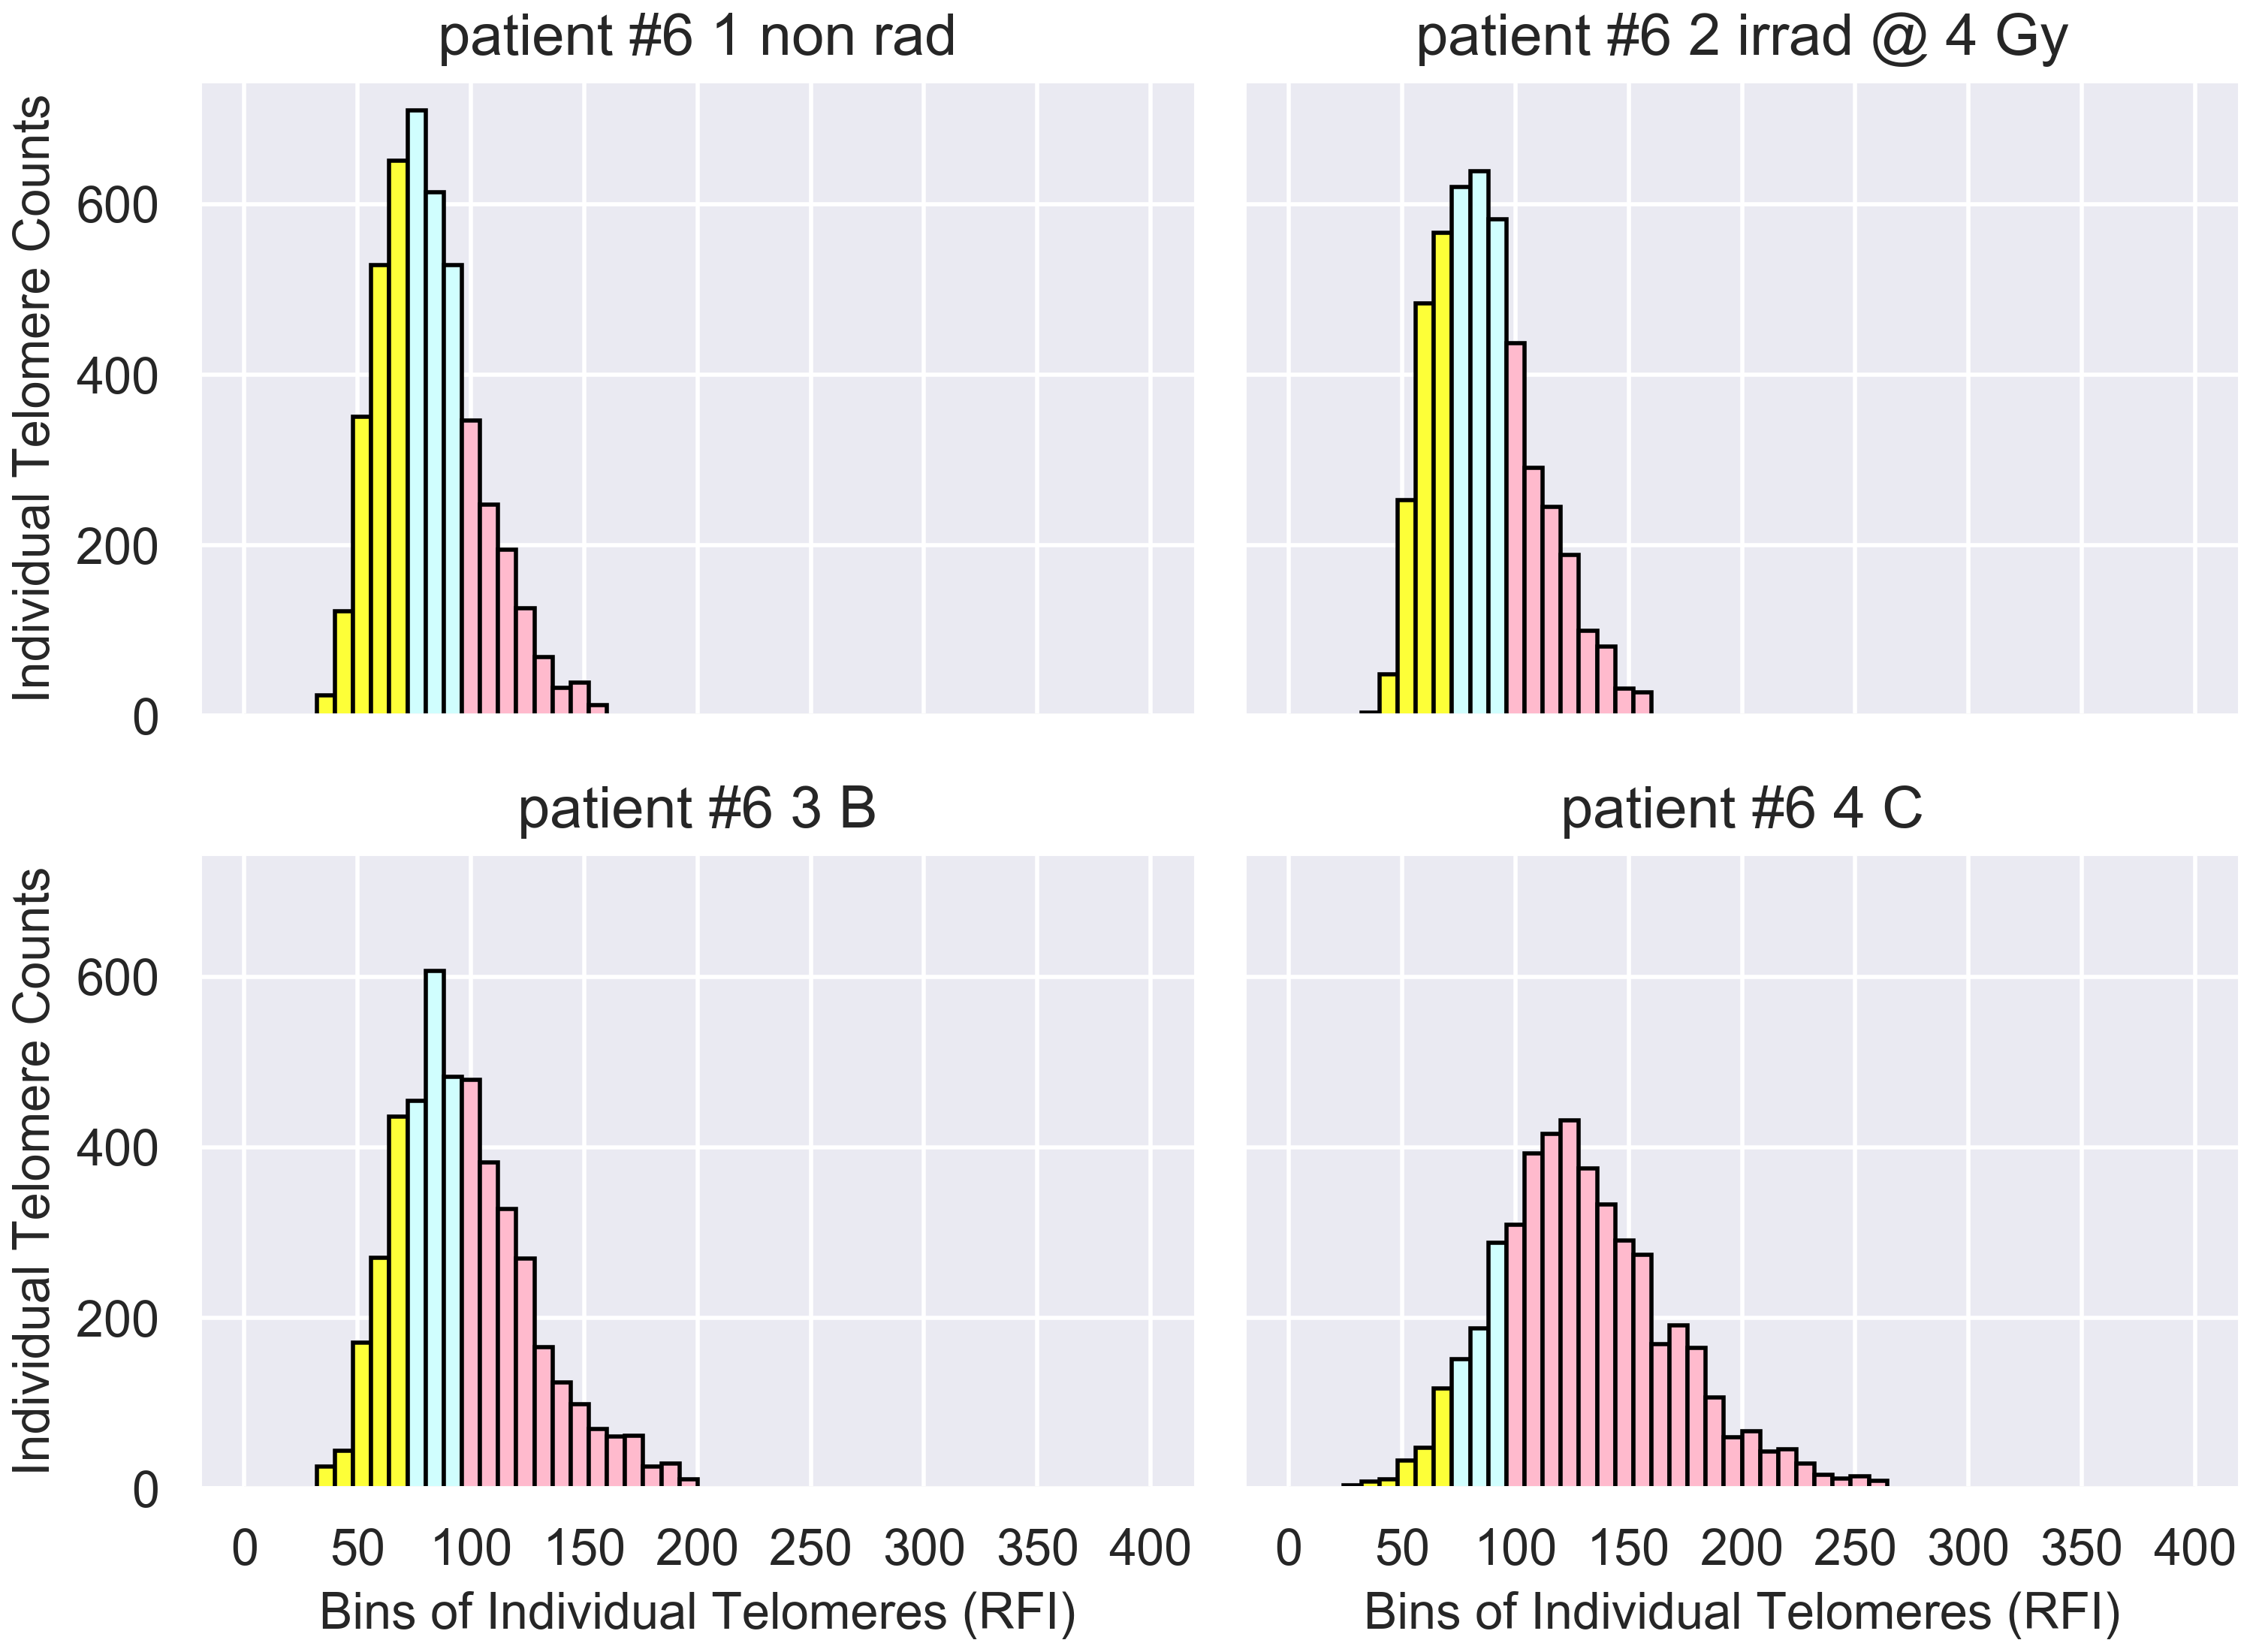 patient #6 1 non rad
patient #6 2 irrad @ 4 Gy
Individual Telomere Counts
600
400
200
0
patient #6 3 B
patient #6 4 C
Individual Telomere Counts
600
400
200
0
0 50 100 150 200 250 300 350 400
0 50 100 150 200 250 300 350 400
Bins of Individual Telomeres (RFI)
Bins of Individual Telomeres (RFI)